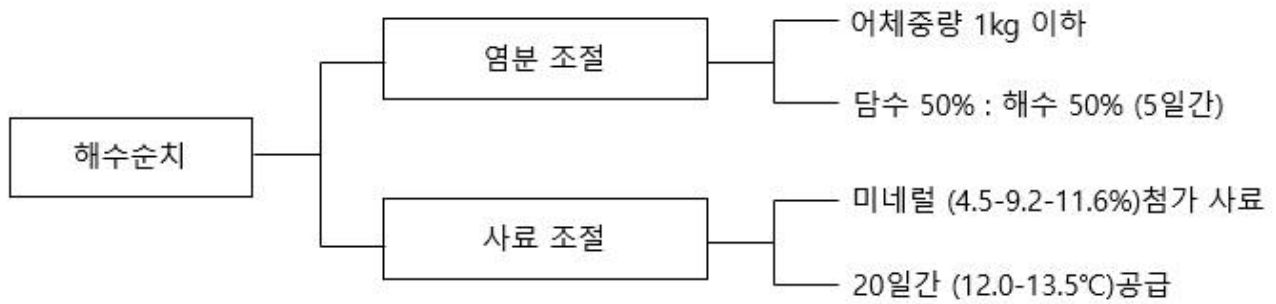 어체중량 1kg 이하
염분 조절
담수 50% : 해수 50% (5일간)
해수순치
미네럴 (4.5-9.2-11.6%)첨가 사료
사료 조절
20일간 (12.0-13.5℃)공급